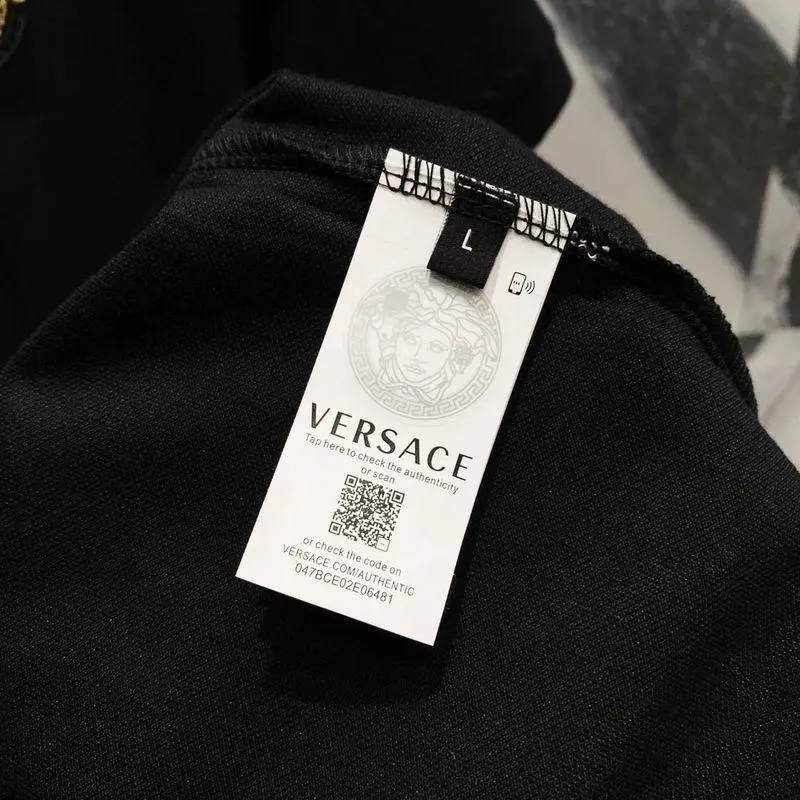 L
VERSACE
Tap here to check the authenticity
or scan
or check the code on
VERSACE.COM/AUTHENTIC
047BCE02E06481